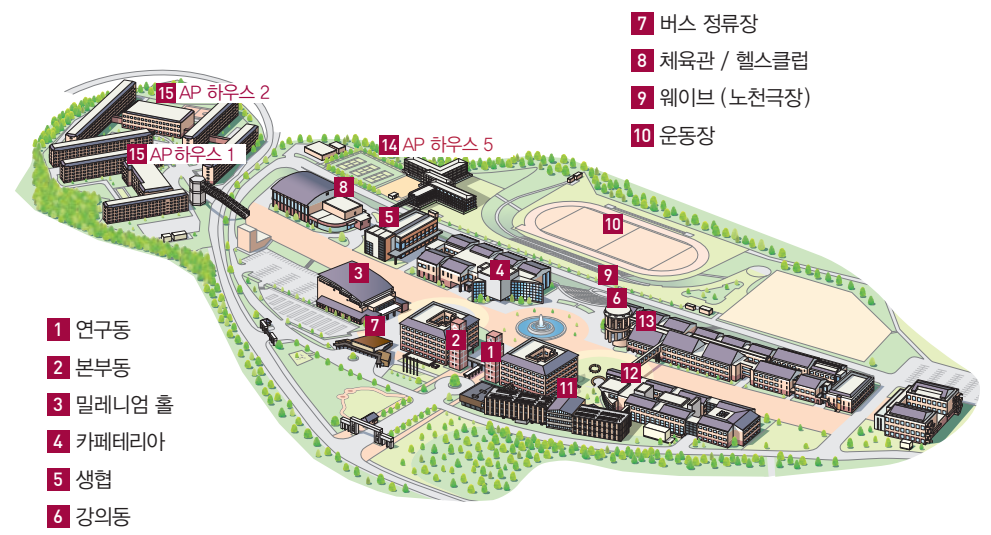 7 버스 정류장
8 체육관 / 헬스클럽
9 웨이브 (노천극장)
10 운동장
15 AP 하우스 2
15 AP하우스 1
14 AP 하우스 5
8
5
10
4
9
3
6
13
7
2
1
12
11
1 연구동
2 본부동
3 밀레니엄 홀
4 카페테리아
5 생협
6 강의동